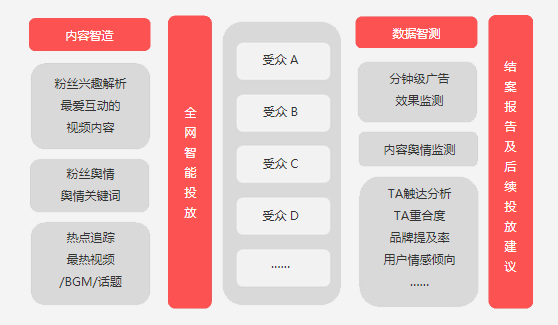 内容智造
粉丝兴趣解析
最爱互动的
视频内容
粉丝舆情
舆情关键词
热点追踪
最热视频
/BGM/话题
全网智能投放
受众 A
受众 B
受众 C
受众 D
......
数据智测
分钟级广告
效果监测
内容舆情监测
TA触达分析
TA重合度
品牌提及率
用户情感倾向
......
结案报告及后续投放建议